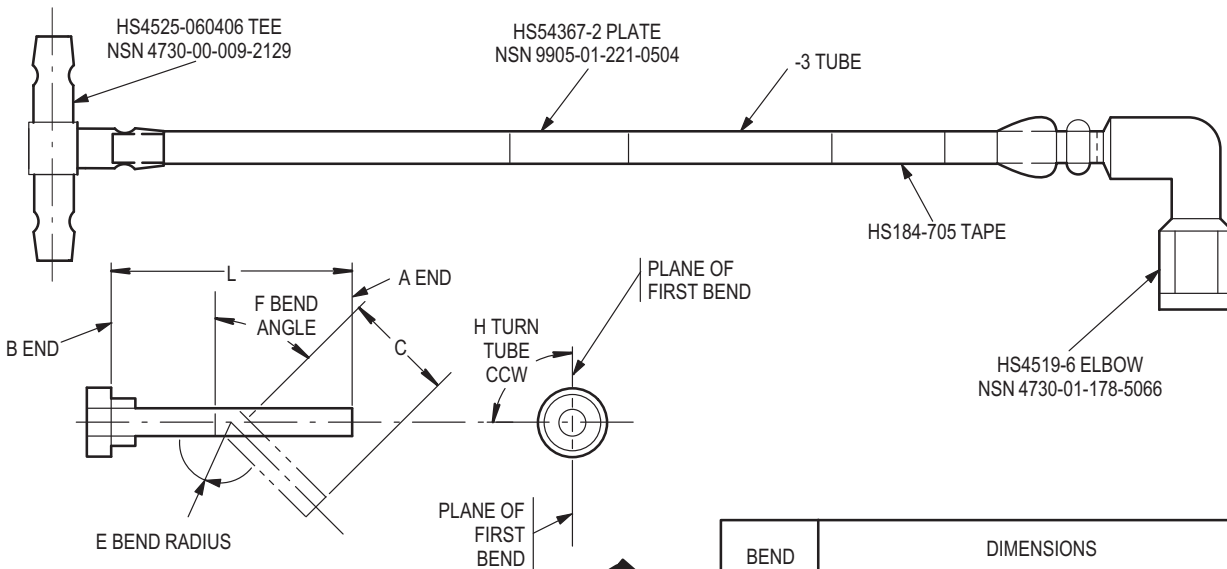 HS4525-060406 TEE
NSN 4730-00-009-2129
HS54367-2 PLATE
NSN 9905-01-221-0504
-3 TUBE
HS184-705 TAPE
HS4519-6 ELBOW
NSN 4730-01-178-5066
L
A END
F BEND
ANGLE
B END
C
E BEND RADIUS
PLANE OF
FIRST BEND
H TURN
TUBE
CCW
PLANE OF
FIRST
BEND
BEND
DIMENSIONS